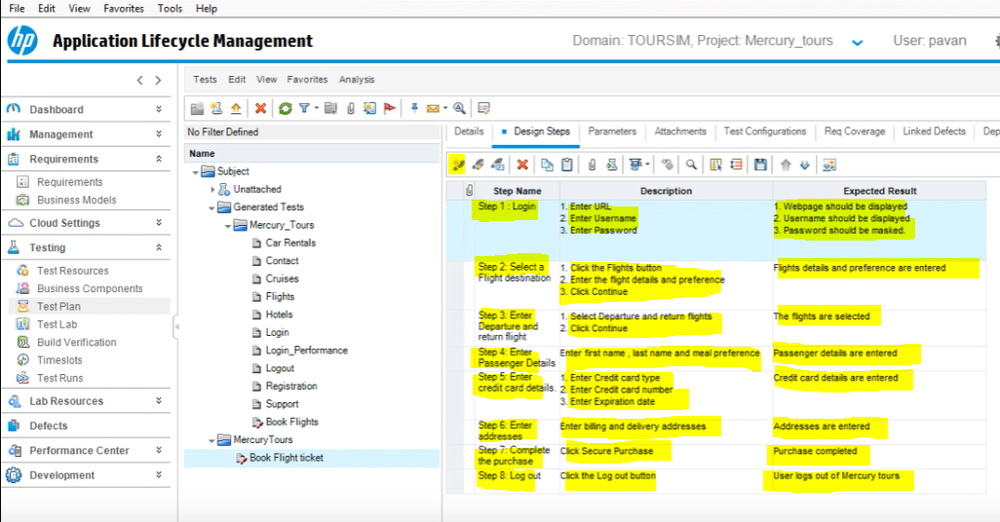 File Edit View Favorites Tools Help
hp Application Lifecycle Management Domain: TOURSIM, Project: Mercury_tours User: pavan
Dashboard
Management
Requirements
Requirements
Business Models
Cloud Settings
Testing
Test Resources
Business Components
Test Plan
Test Lab
Build Verification
Timeslots
Test Runs
Lab Resources
Defects
Performance Center
Development
Tests Edit View Favorites Analysis
No Filter Defined
Name
Subject
Unattached
Generated Tests
Mercury_Tours
Car Rentals
Contact
Cruises
Flights
Hotels
Login
Login_Performance
Logout
Registration
Support
Book Flights
MercuryTours
Book Flight ticket
Details Design Steps Parameters Attachments Test Configurations Req Coverage Linked Defects Dep
Step Name Description Expected Result
Step 1 : Login
1. Enter URL
2. Enter Username
3. Enter Password
1. Webpage should be displayed
2. Username should be displayed
3. Password should be masked.
Step 2: Select a
Flight destination
1. Click the Flights button
2. Enter the flight details and preference
3. Click Continue
Flights details and preference are entered
Step 3: Enter
Departure and
return flight
1. Select Departure and return flights
2. Click Continue
The flights are selected
Step 4: Enter
Passenger Details
Enter first name , last name and meal preference
Passenger details are entered
Step 5: Enter
credit card details.
1. Enter Credit card type
2. Enter Credit card number
3. Enter Expiration date
Credit card details are entered
Step 6: Enter
addresses
Enter billing and delivery addresses
Addresses are entered
Step 7: Complete
the purchase
Click Secure Purchase
Purchase completed
Step 8: Log out
Click the Log out button
User logs out of Mercury tours